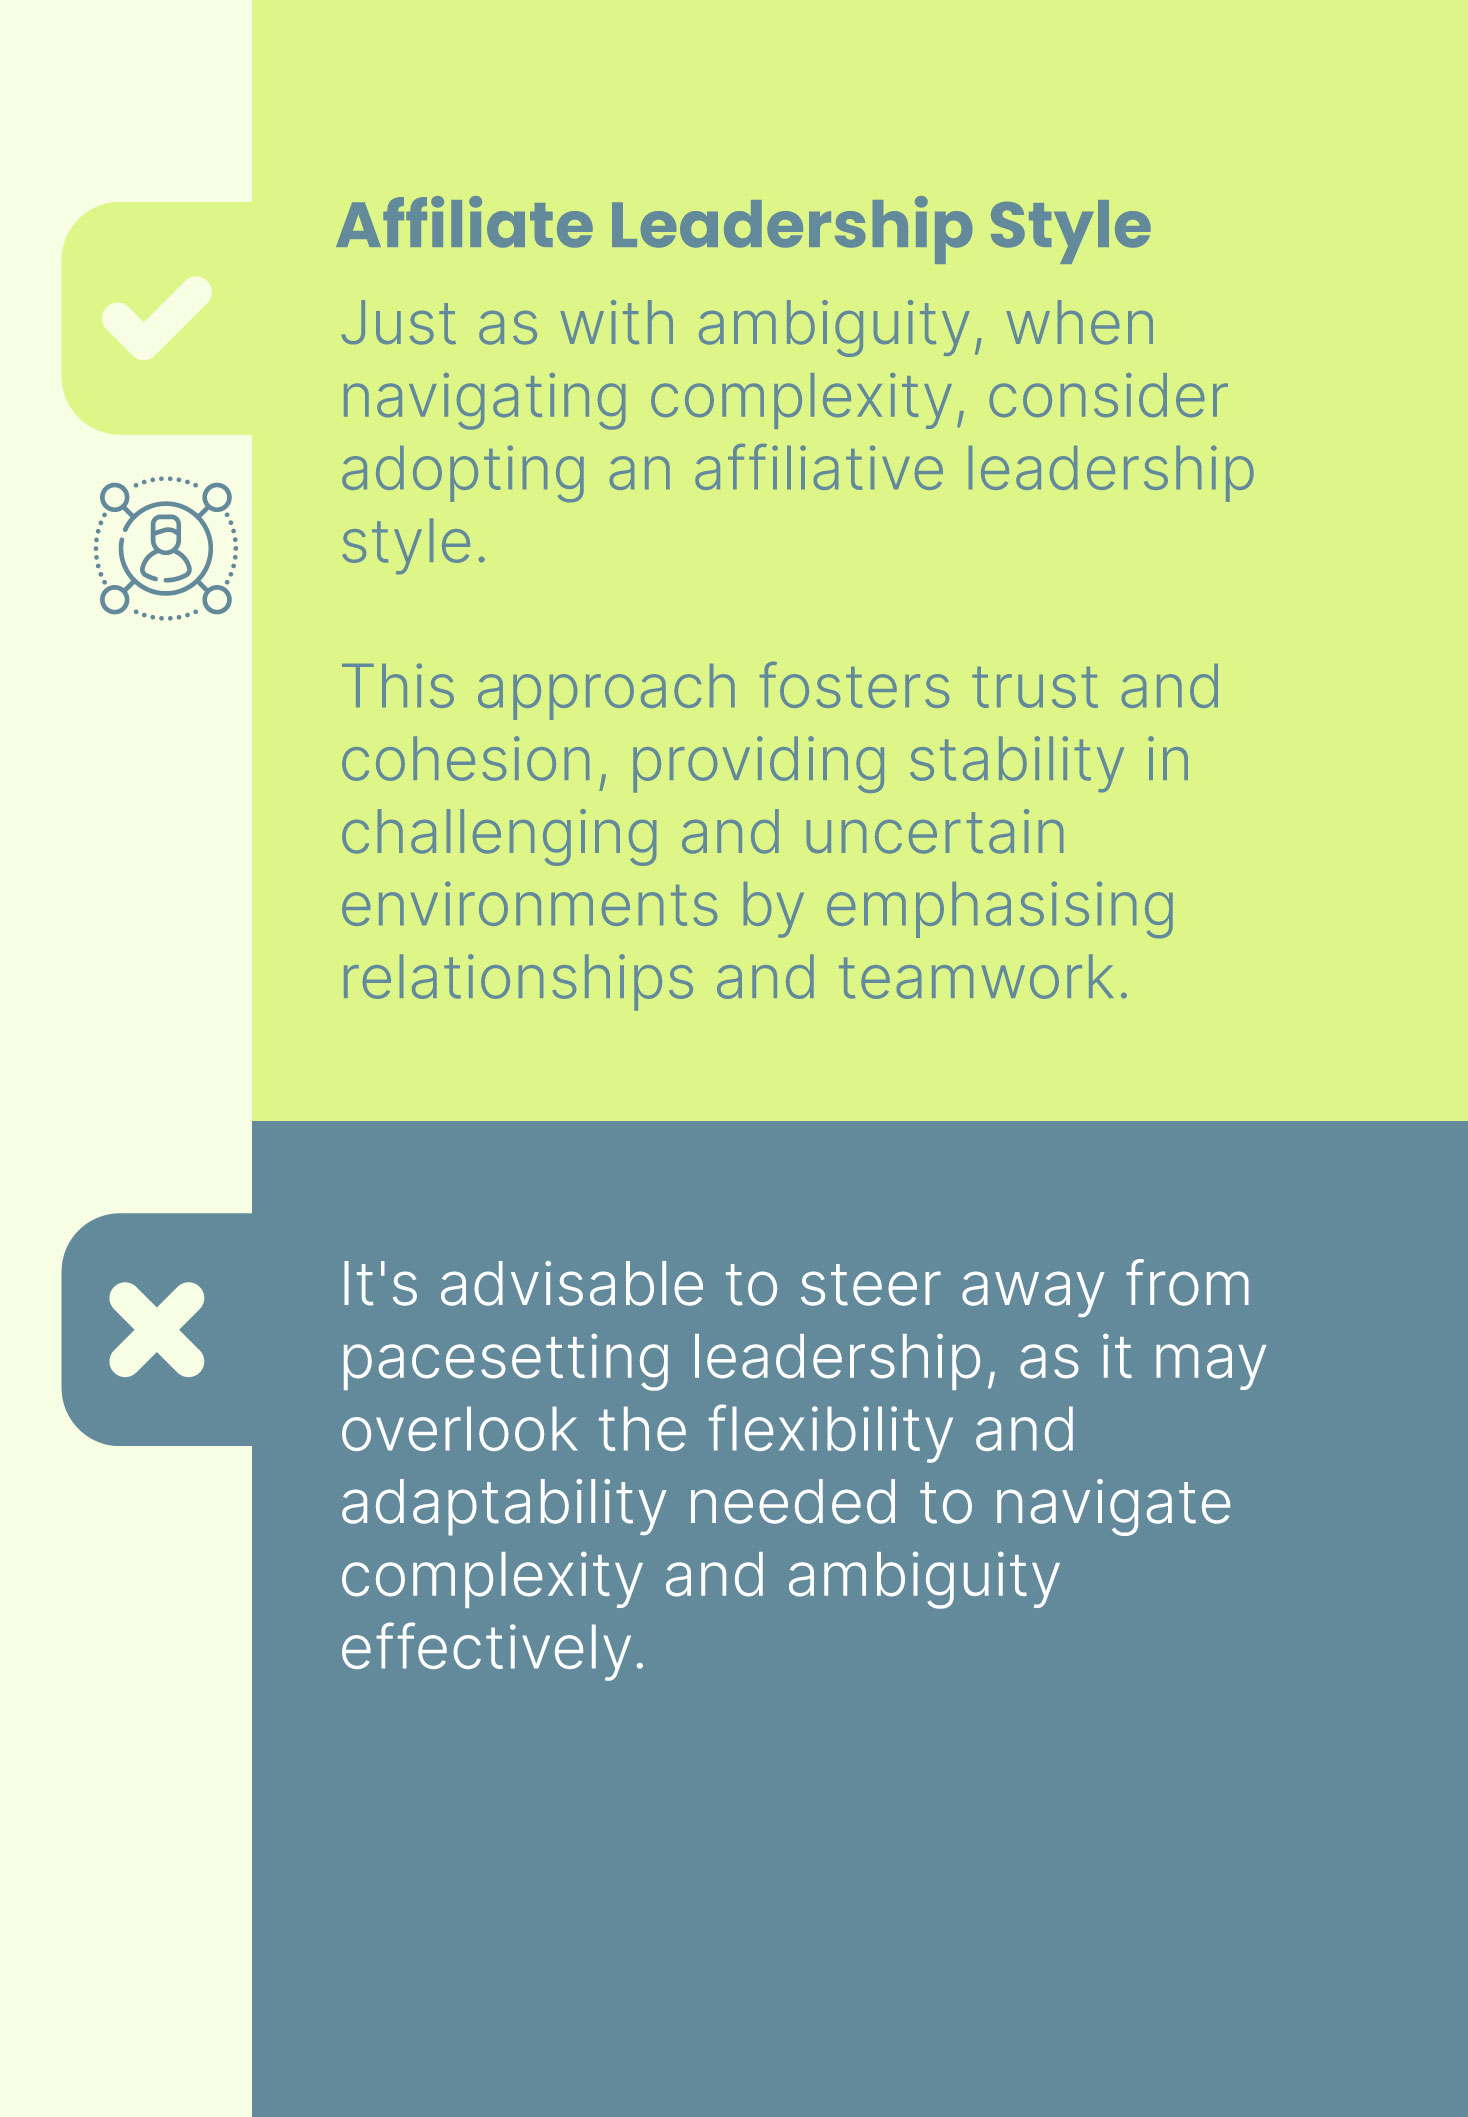 Affiliate Leadership Style
Just as with ambiguity, when
navigating complexity, consider
adopting an affiliative leadership
style.
This approach fosters trust and
cohesion, providing stability in
challenging and uncertain
environments by emphasising
relationships and teamwork.
It's advisable to steer away from
pacesetting leadership, as it may
overlook the flexibility and
adaptability needed to navigate
complexity and ambiguity
effectively.